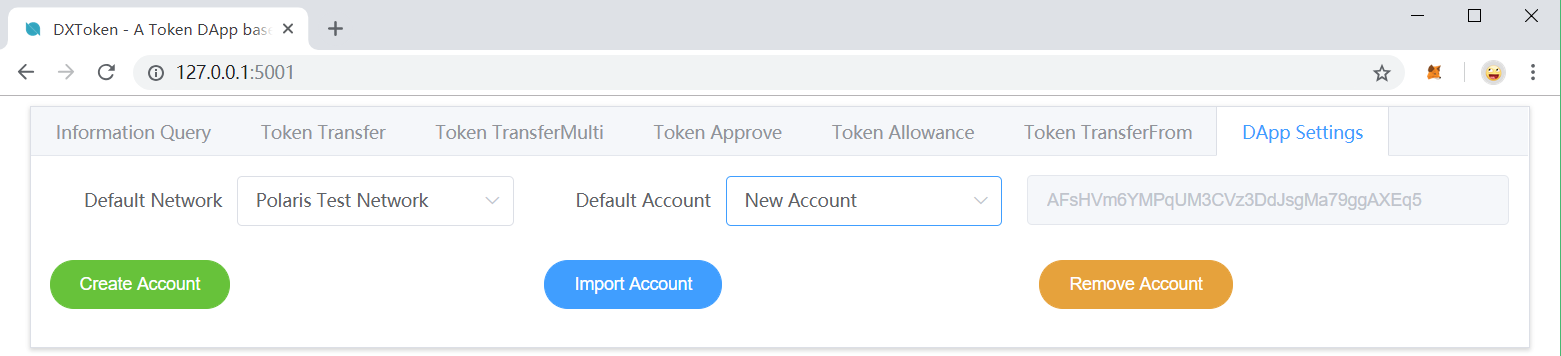 DXToken - A Token DApp base
127.0.0.1:5001
Information Query Token Transfer Token TransferMulti Token Approve Token Allowance Token TransferFrom DApp Settings
Default Network Polaris Test Network Default Account New Account AFsHVm6YMPqUM3CVz3DdJsgMa79ggAXEq5
Create Account Import Account Remove Account